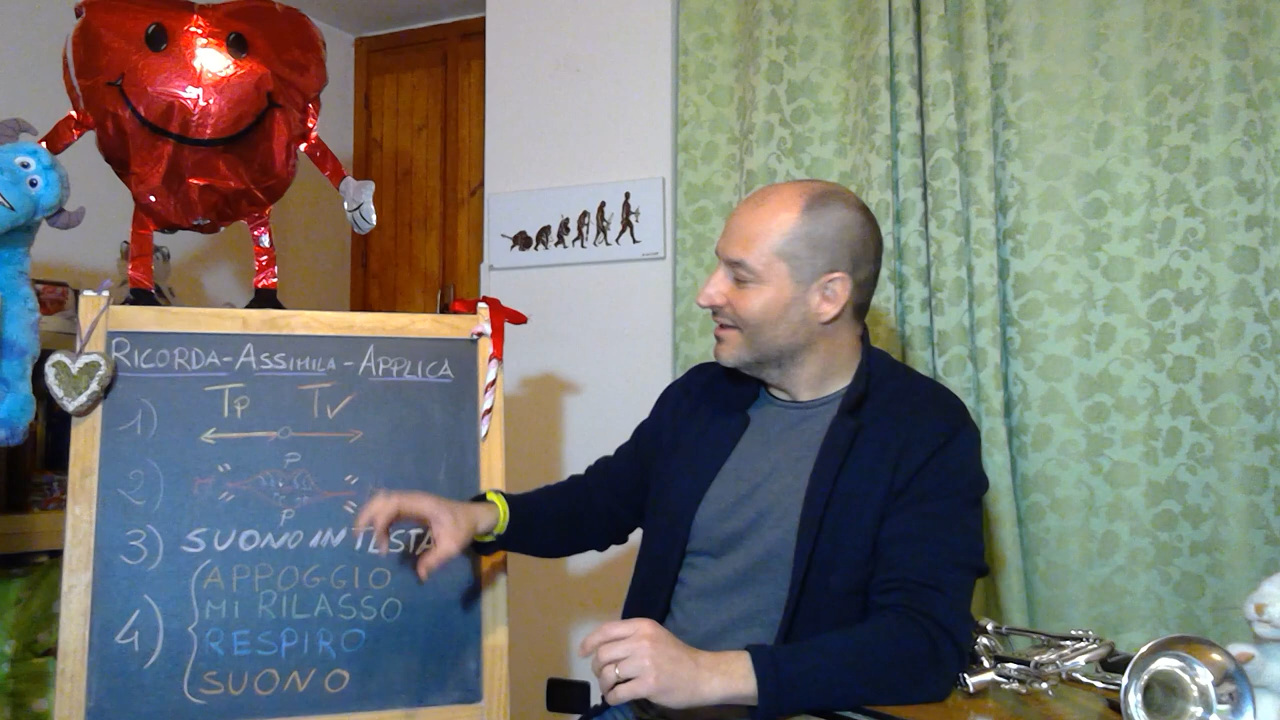 RICORDA-ASSIMILA-APPLICA
1) Tp Tv
2) " P "
" P "
3) SUONO IN TESTA
4) { APPOGGIO
MI RILASSO
RESPIRO
SUONO